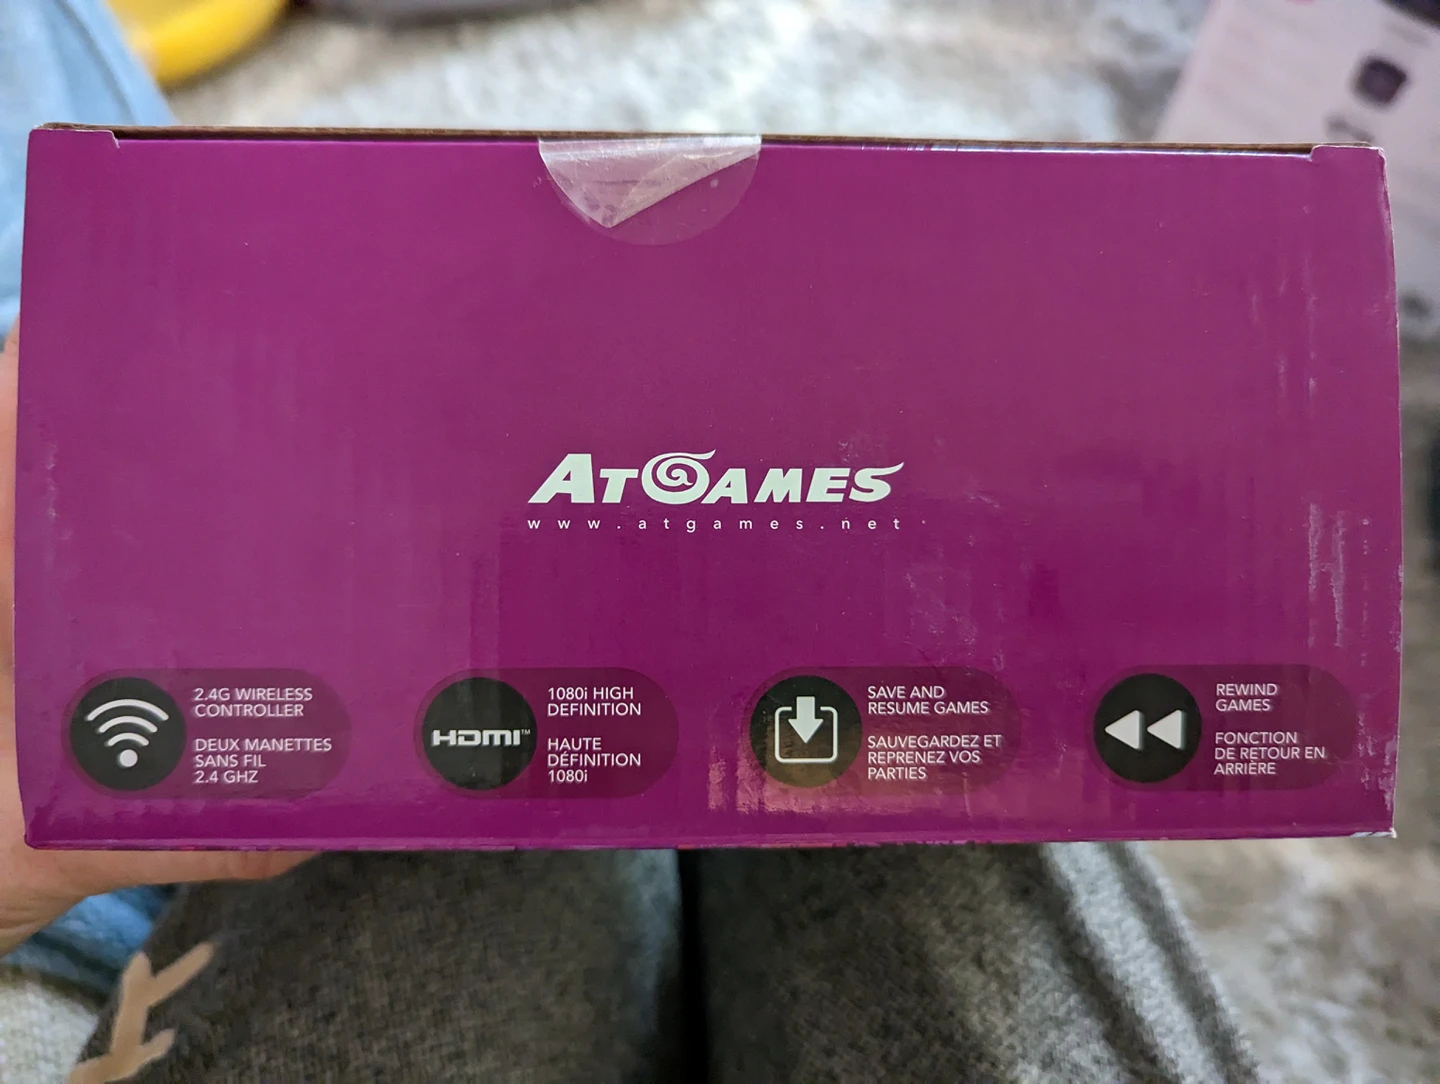 ATGAMES
www.atgames.net
2.4G WIRELESS
CONTROLLER
DEUX MANETTES
SANS FIL
2.4 GHZ
HDMI™
1080i HIGH
DEFINITION
HAUTE
DÉFINITION
1080i
SAVE AND
RESUME GAMES
SAUVEGARDEZ ET
REPRENEZ VOS
PARTIES
REWIND
GAMES
FONCTION
DE RETOUR EN
ARRIÈRE